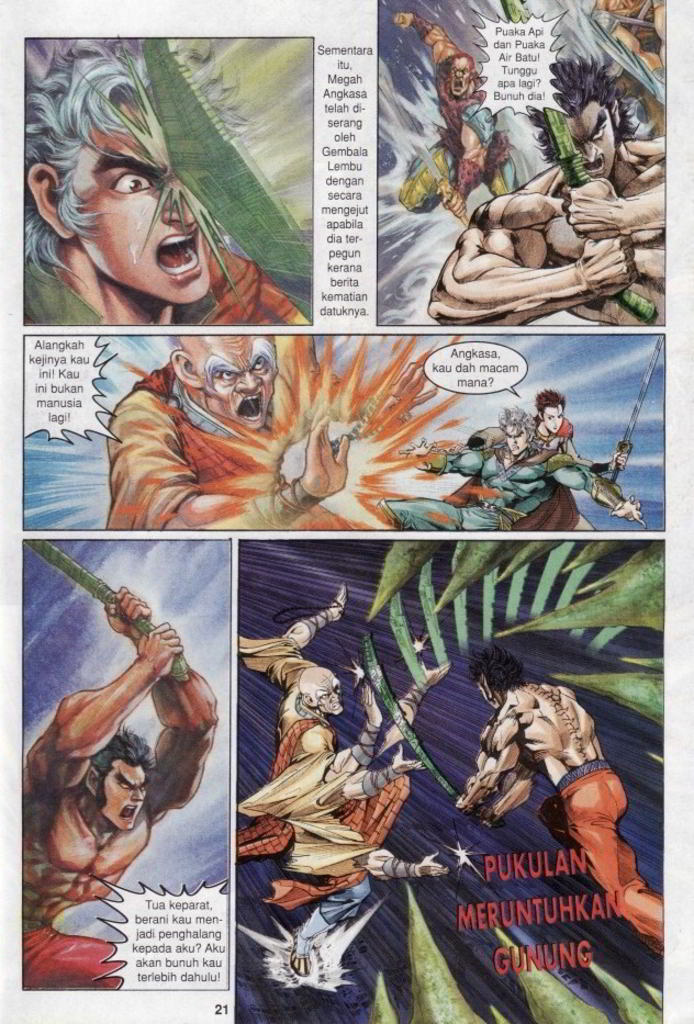 Sementara
itu,
Megah
Angkasa
telah di-
serang
oleh
Gembala
Lembu
dengan
secara
mengejut
apabila
dia ter-
pegun
kerana
berita
kematian
datuknya.
Puaka Api
dan Puaka
Air Batu!
Tunggu
apa lagi?
Bunuh dia!
Alangkah
kejinya kau
ini! Kau
ini bukan
manusia
lagi!
Angkasa,
kau dah macam
mana?
Tua keparat,
berani kau men-
jadi penghalang
kepada aku? Aku
akan bunuh kau
terlebih dahulu!
PUKULAN
MERUNTUHKAN
GUNUNG
21